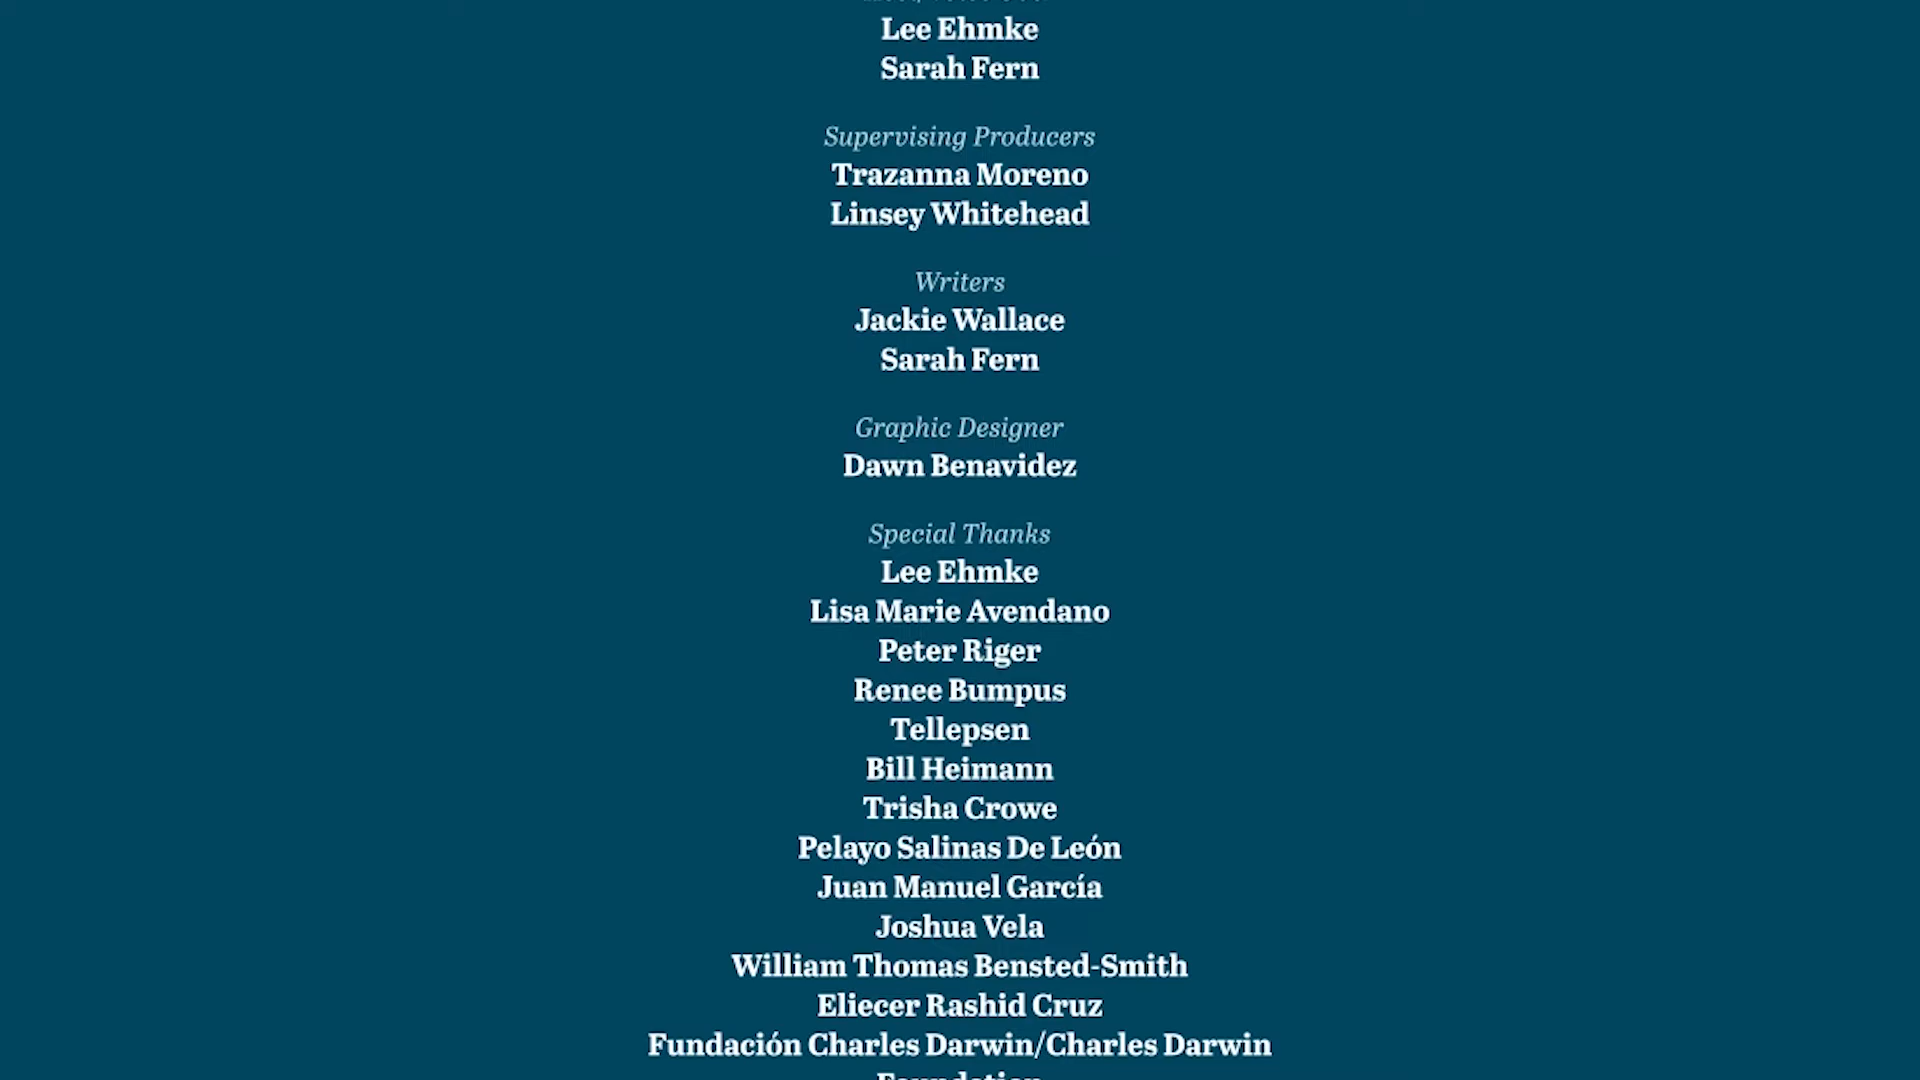 Lee Ehmke
Sarah Fern
Supervising Producers
Trazanna Moreno
Linsey Whitehead
Writers
Jackie Wallace
Sarah Fern
Graphic Designer
Dawn Benavidez
Special Thanks
Lee Ehmke
Lisa Marie Avendano
Peter Riger
Renee Bumpus
Tellepsen
Bill Heimann
Trisha Crowe
Pelayo Salinas De León
Juan Manuel García
Joshua Vela
William Thomas Bensted-Smith
Eliecer Rashid Cruz
Fundación Charles Darwin/Charles Darwin
Foundation